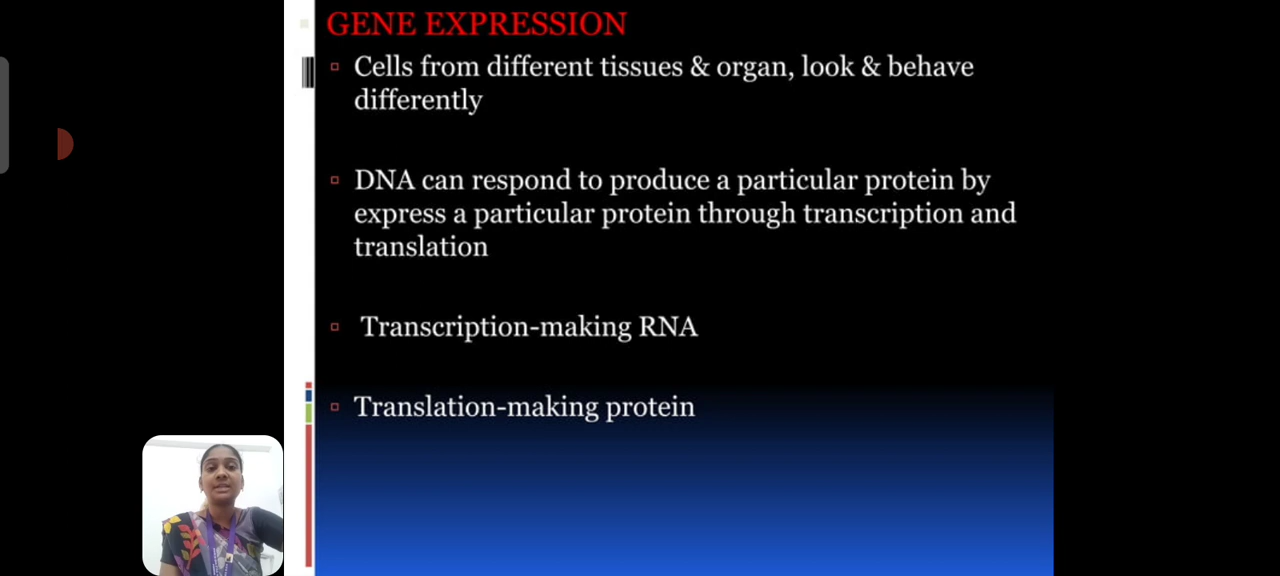 GENE EXPRESSION
Cells from different tissues & organ, look & behave
differently
DNA can respond to produce a particular protein by
express a particular protein through transcription and
translation
Transcription-making RNA
Translation-making protein